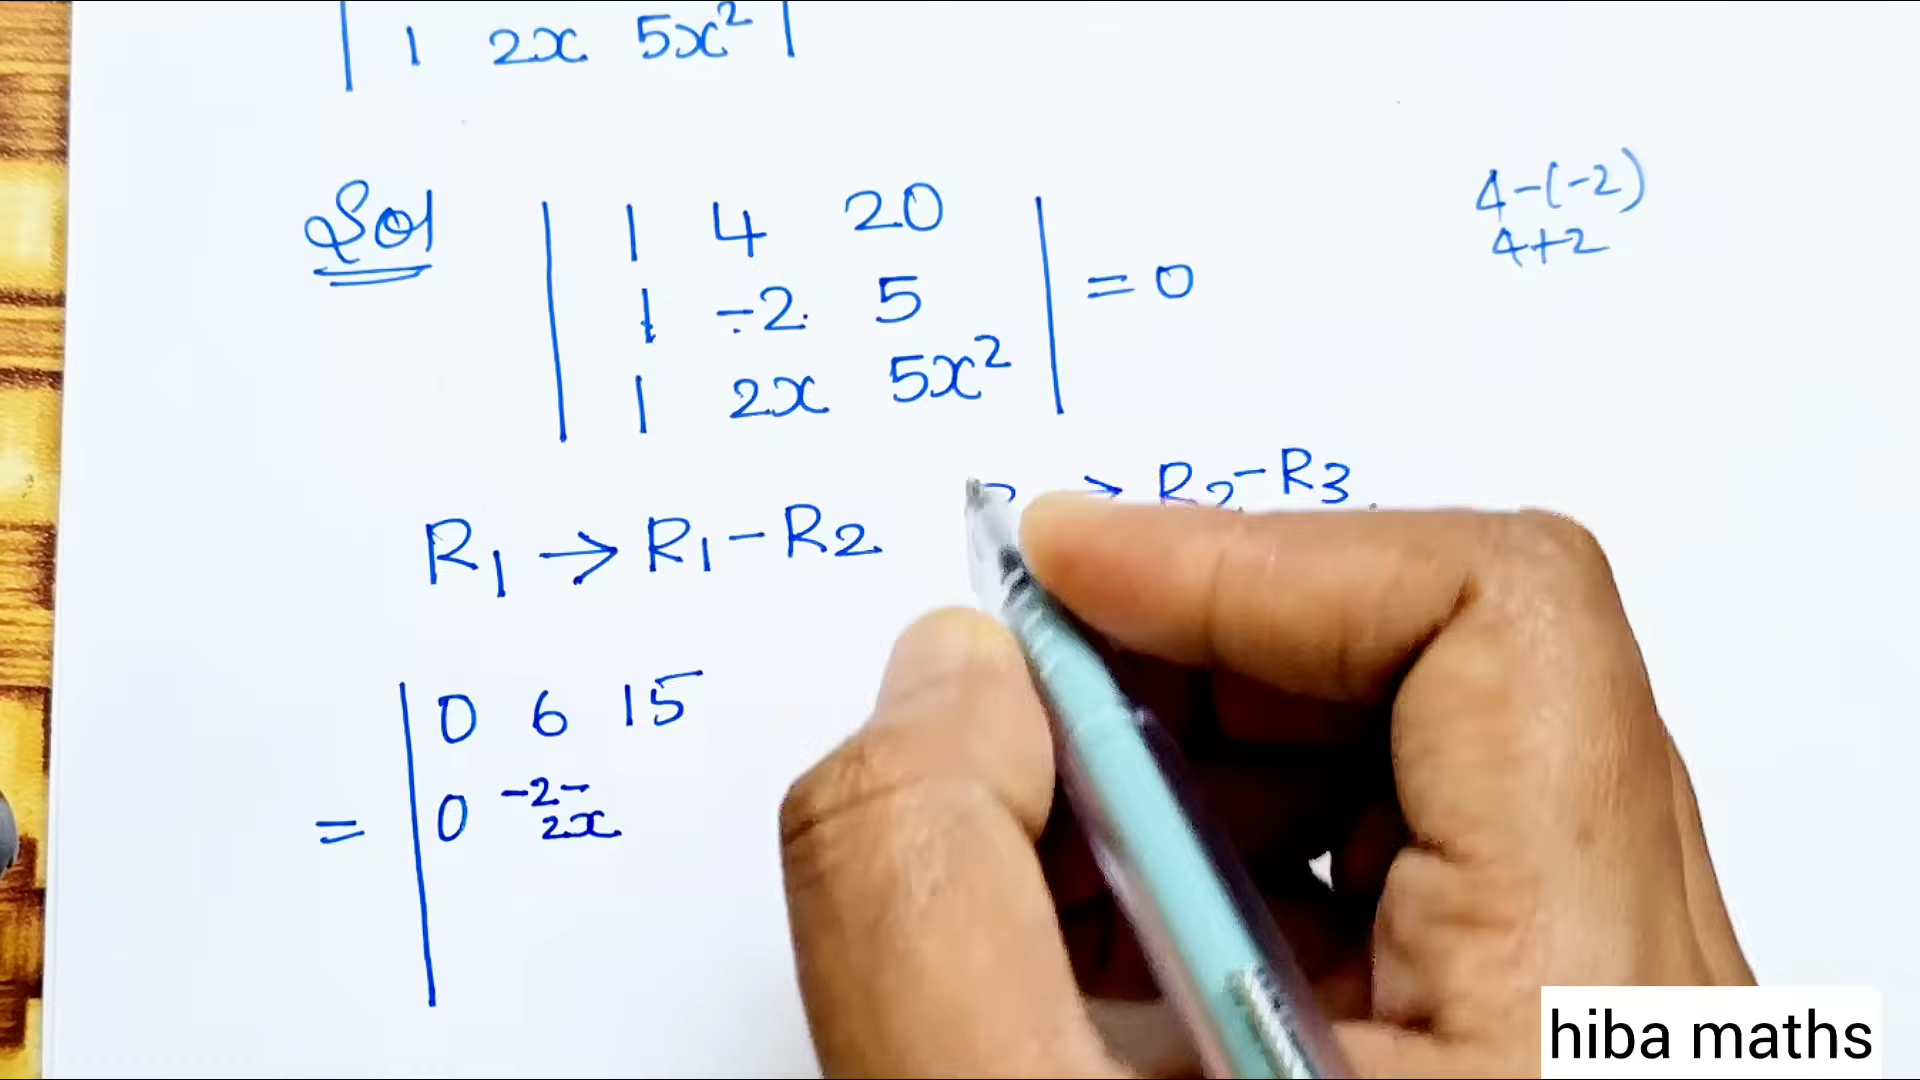 1 2x 5x²
Sol
1 4 20
1 -2 5 = 0
1 2x 5x²
4-(-2)
4+2
R1 → R1 - R2 → R2 - R3
0 6 15
= 0 -2-
2x
hiba maths